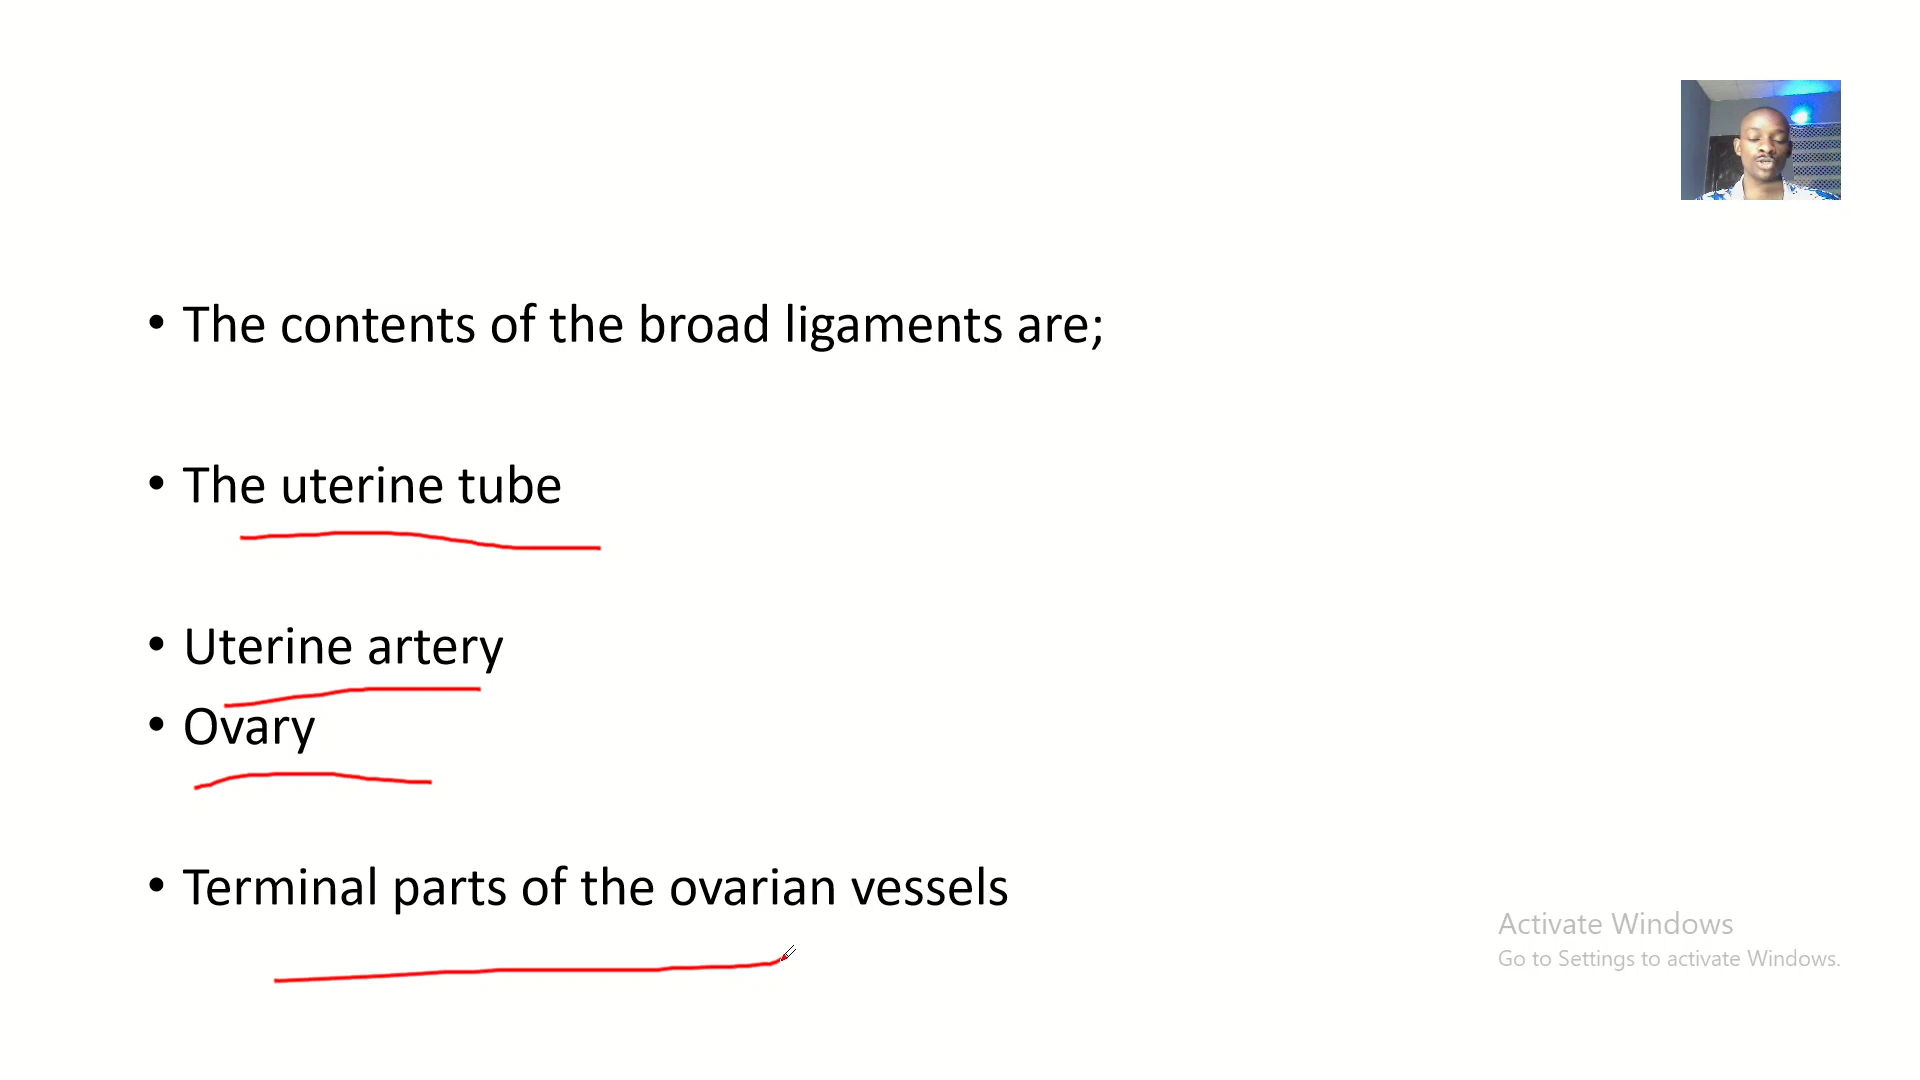 • The contents of the broad ligaments are;
• The uterine tube
• Uterine artery
• Ovary
• Terminal parts of the ovarian vessels
Activate Windows
Go to Settings to activate Windows.